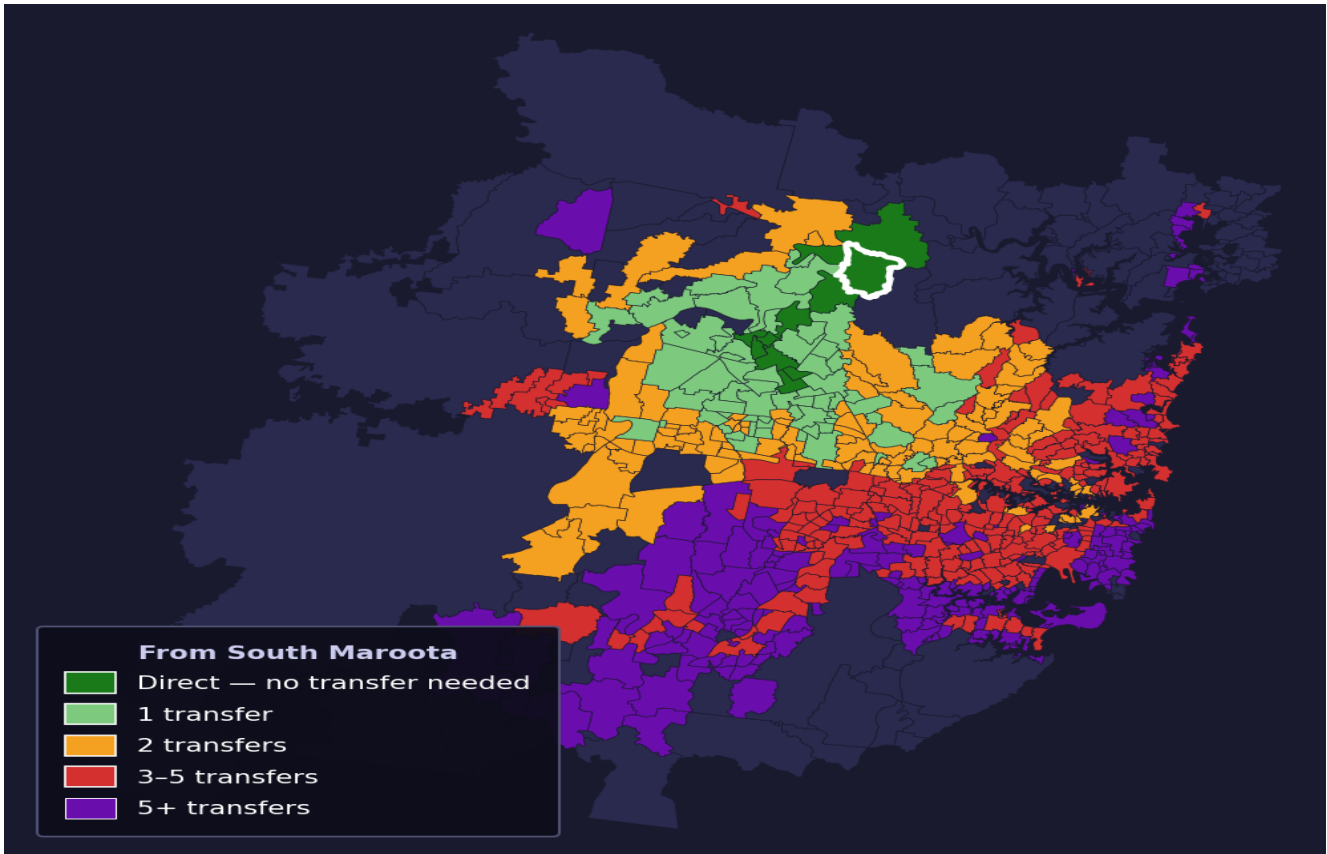 From South Maroota
Direct — no transfer needed
1 transfer
2 transfers
3–5 transfers
5+ transfers